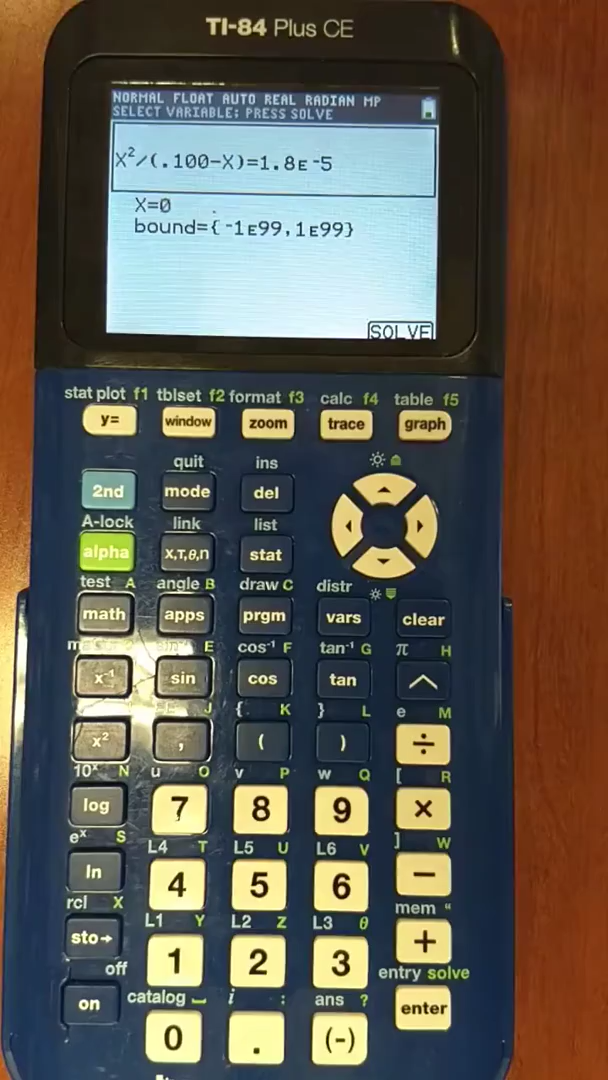 TI-84 Plus CE
NORMAL FLOAT AUTO REAL RADIAN MP
SELECT VARIABLE; PRESS SOLVE
X²/(.100-X)=1.8E-5
X=0
bound={-1E99,1E99}
SOLVE
stat plot f1 tblset f2 format f3 calc f4 table f5
y= window zoom trace graph
quit ins
2nd mode del
A-lock link list
alpha X,T,θ,n stat
test A angle B draw C distr
math apps prgm vars clear
E cos⁻¹ F tan⁻¹ G π H
x⁻¹ sin cos tan ^
J { K } L e M
x² , ( ) ÷
10ˣ N u O v P w Q [ R
log 7 8 9 ×
eˣ S L4 T L5 U L6 V ] W
ln 4 5 6 −
rcl X L1 Y L2 Z L3 θ mem "
sto→ 1 2 3 +
off catalog i : ans ? entry solve
on 0 . (-) enter